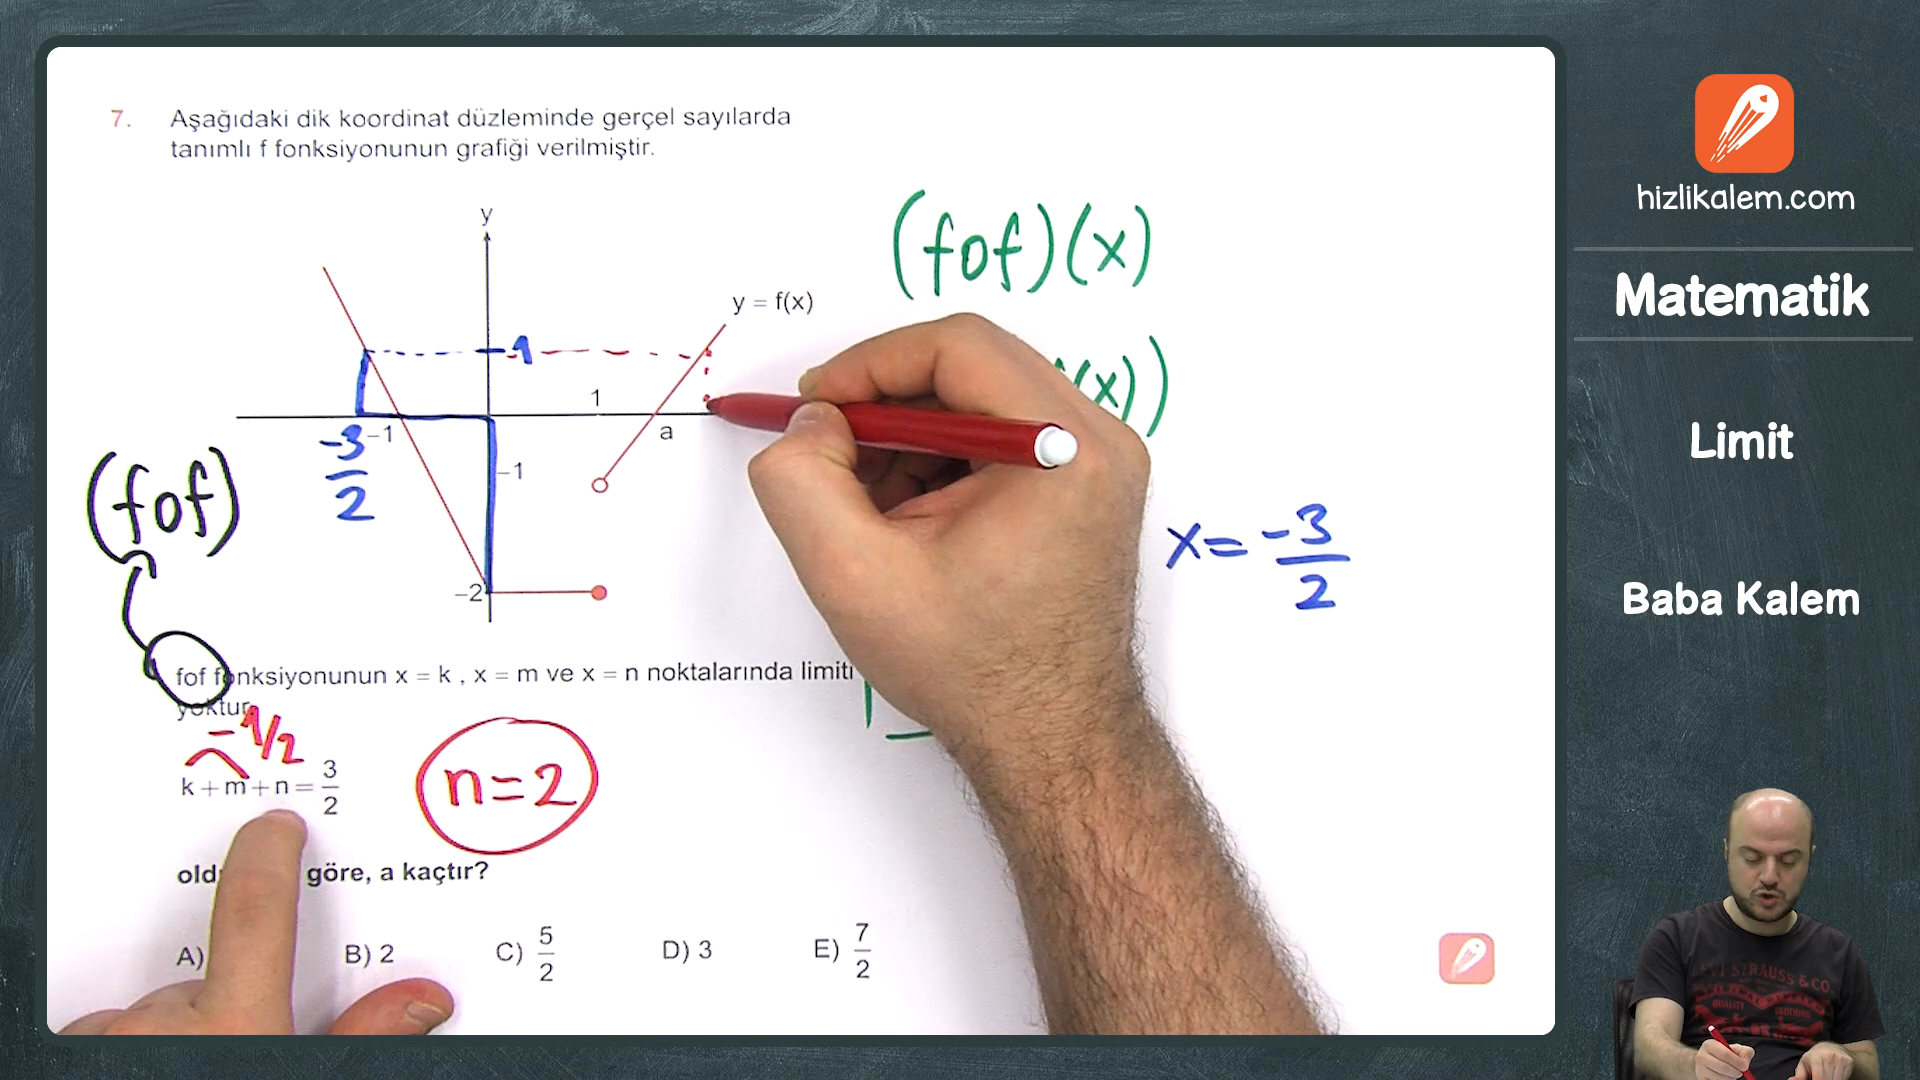 7. Aşağıdaki dik koordinat düzleminde gerçel sayılarda
tanımlı f fonksiyonunun grafiği verilmiştir.
y
y = f(x)
1
1
-1
a
-1
-2
-3/2
(fof)
(fof)(x)
(x))
x = -3/2
fof fonksiyonunun x = k , x = m ve x = n noktalarında limiti
yoktur.
-1/2
k + m + n = 3/2
n=2
göre, a kaçtır?
A)
B) 2
C) 5/2
D) 3
E) 7/2
hizlikalem.com
Matematik
Limit
Baba Kalem